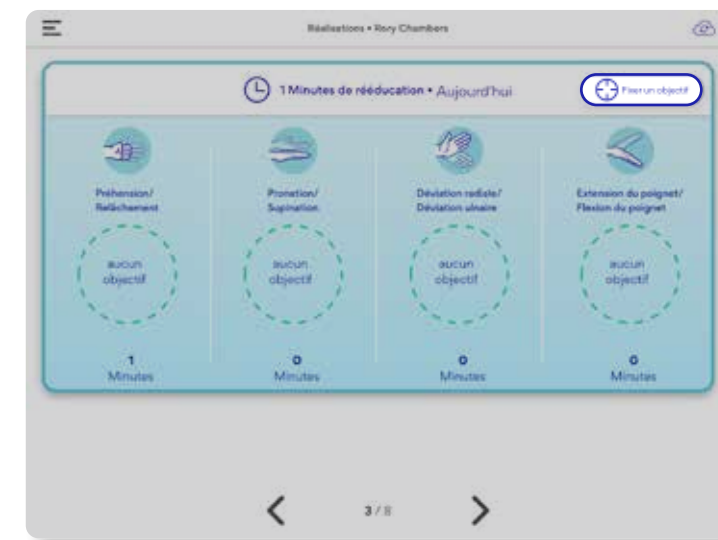 Réalisations • Rory Chambers
1 Minutes de rééducation • Aujourd'hui
Fixer un objectif
Préhension/
Relâchement
Pronation/
Supination
Déviation radiale/
Déviation ulnaire
Extension du poignet/
Flexion du poignet
aucun
objectif
aucun
objectif
aucun
objectif
aucun
objectif
1
Minutes
0
Minutes
0
Minutes
0
Minutes
3 / 8